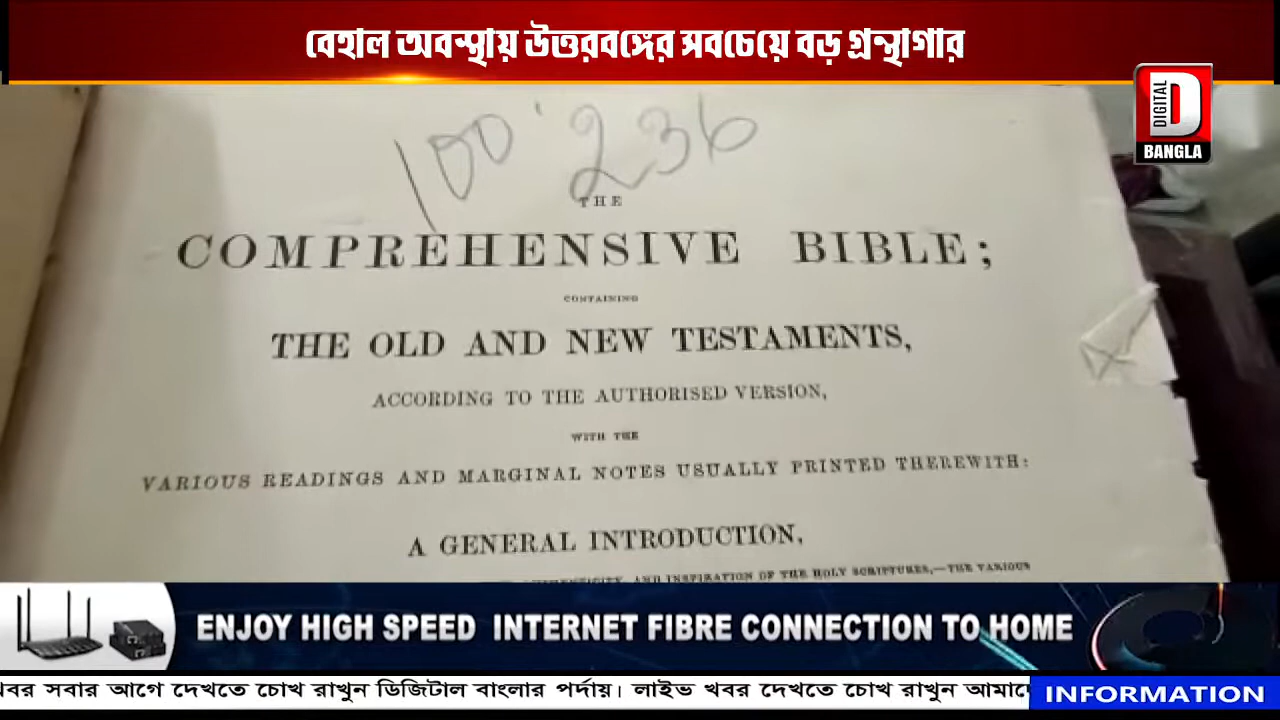 বেহাল অবস্থায় উত্তরবঙ্গের সবচেয়ে বড় গ্রন্থাগার
DIGITAL
D
BANGLA
100 236
THE
COMPREHENSIVE BIBLE;
CONTAINING
THE OLD AND NEW TESTAMENTS,
ACCORDING TO THE AUTHORISED VERSION,
WITH THE
VARIOUS READINGS AND MARGINAL NOTES USUALLY PRINTED THEREWITH:
A GENERAL INTRODUCTION,
AND INSPIRATION OF THE HOLY SCRIPTURES,—THE VARIOUS
ENJOY HIGH SPEED INTERNET FIBRE CONNECTION TO HOME
সবার আগে দেখতে চোখ রাখুন ডিজিটাল বাংলার পর্দায়। লাইভ খবর দেখতে চোখ রাখুন
INFORMATION